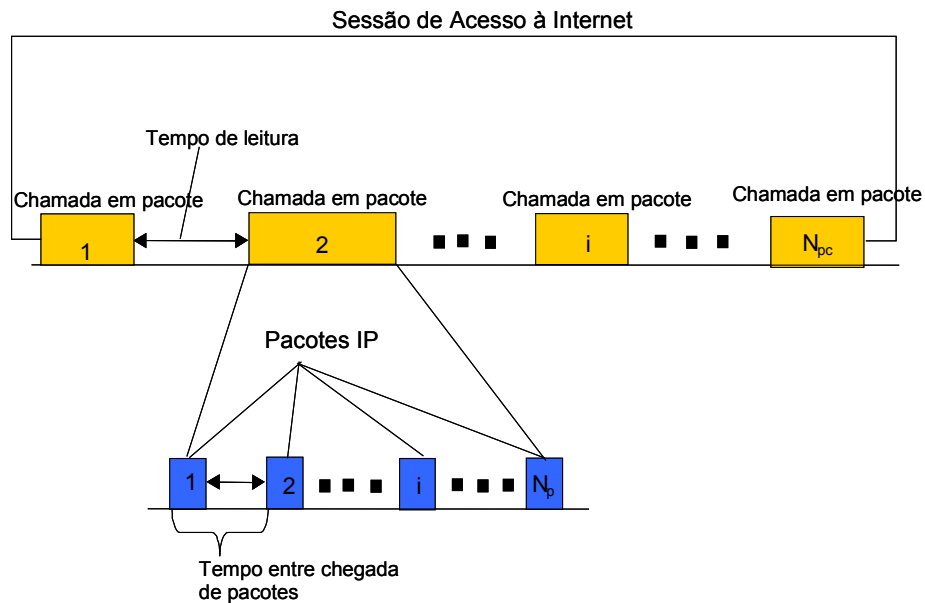 Sessão de Acesso à Internet
Tempo de leitura
Chamada em pacote
Chamada em pacote
Chamada em pacote
Chamada em pacote
1
2
i
Npc
Pacotes IP
1
2
i
Np
Tempo entre chegada
de pacotes